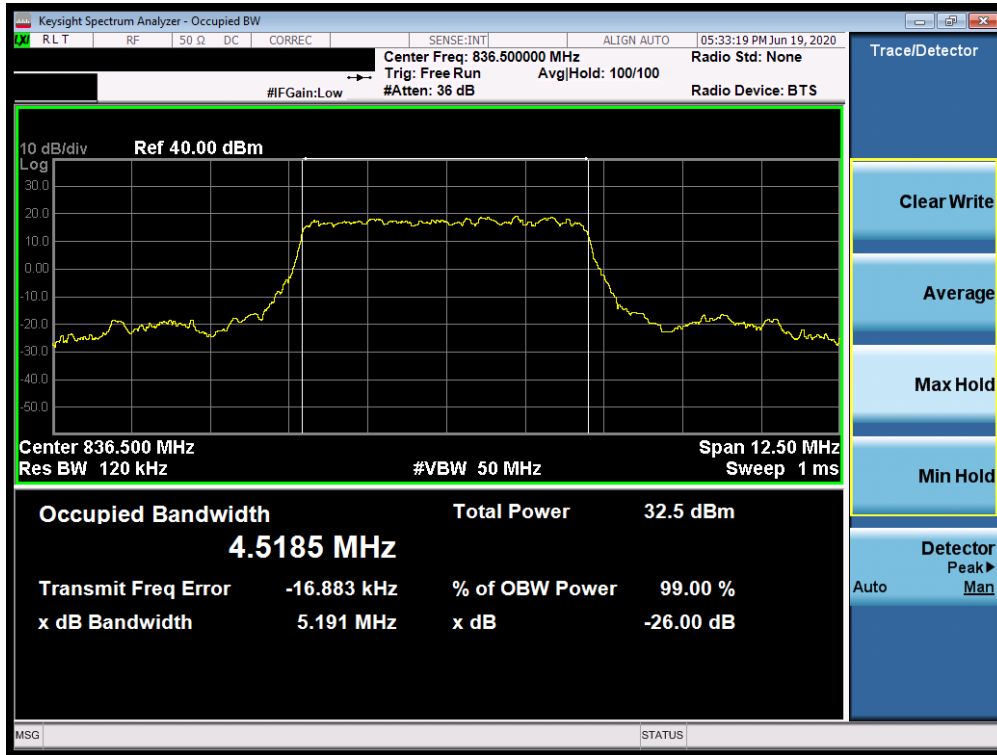 Keysight Spectrum Analyzer - Occupied BW
LXI RLT RF 50 Ω DC CORREC SENSE:INT ALIGN AUTO 05:33:19 PM Jun 19, 2020
Center Freq: 836.500000 MHz Radio Std: None
Trig: Free Run Avg|Hold: 100/100
#IFGain:Low #Atten: 36 dB Radio Device: BTS
10 dB/div Ref 40.00 dBm
Log
30.0
20.0
10.0
0.00
-10.0
-20.0
-30.0
-40.0
-50.0
Center 836.500 MHz Span 12.50 MHz
Res BW 120 kHz #VBW 50 MHz Sweep 1 ms
Occupied Bandwidth Total Power 32.5 dBm
4.5185 MHz
Transmit Freq Error -16.883 kHz % of OBW Power 99.00 %
x dB Bandwidth 5.191 MHz x dB -26.00 dB
MSG STATUS
Trace/Detector
Clear Write
Average
Max Hold
Min Hold
Detector
Peak▶
Auto Man